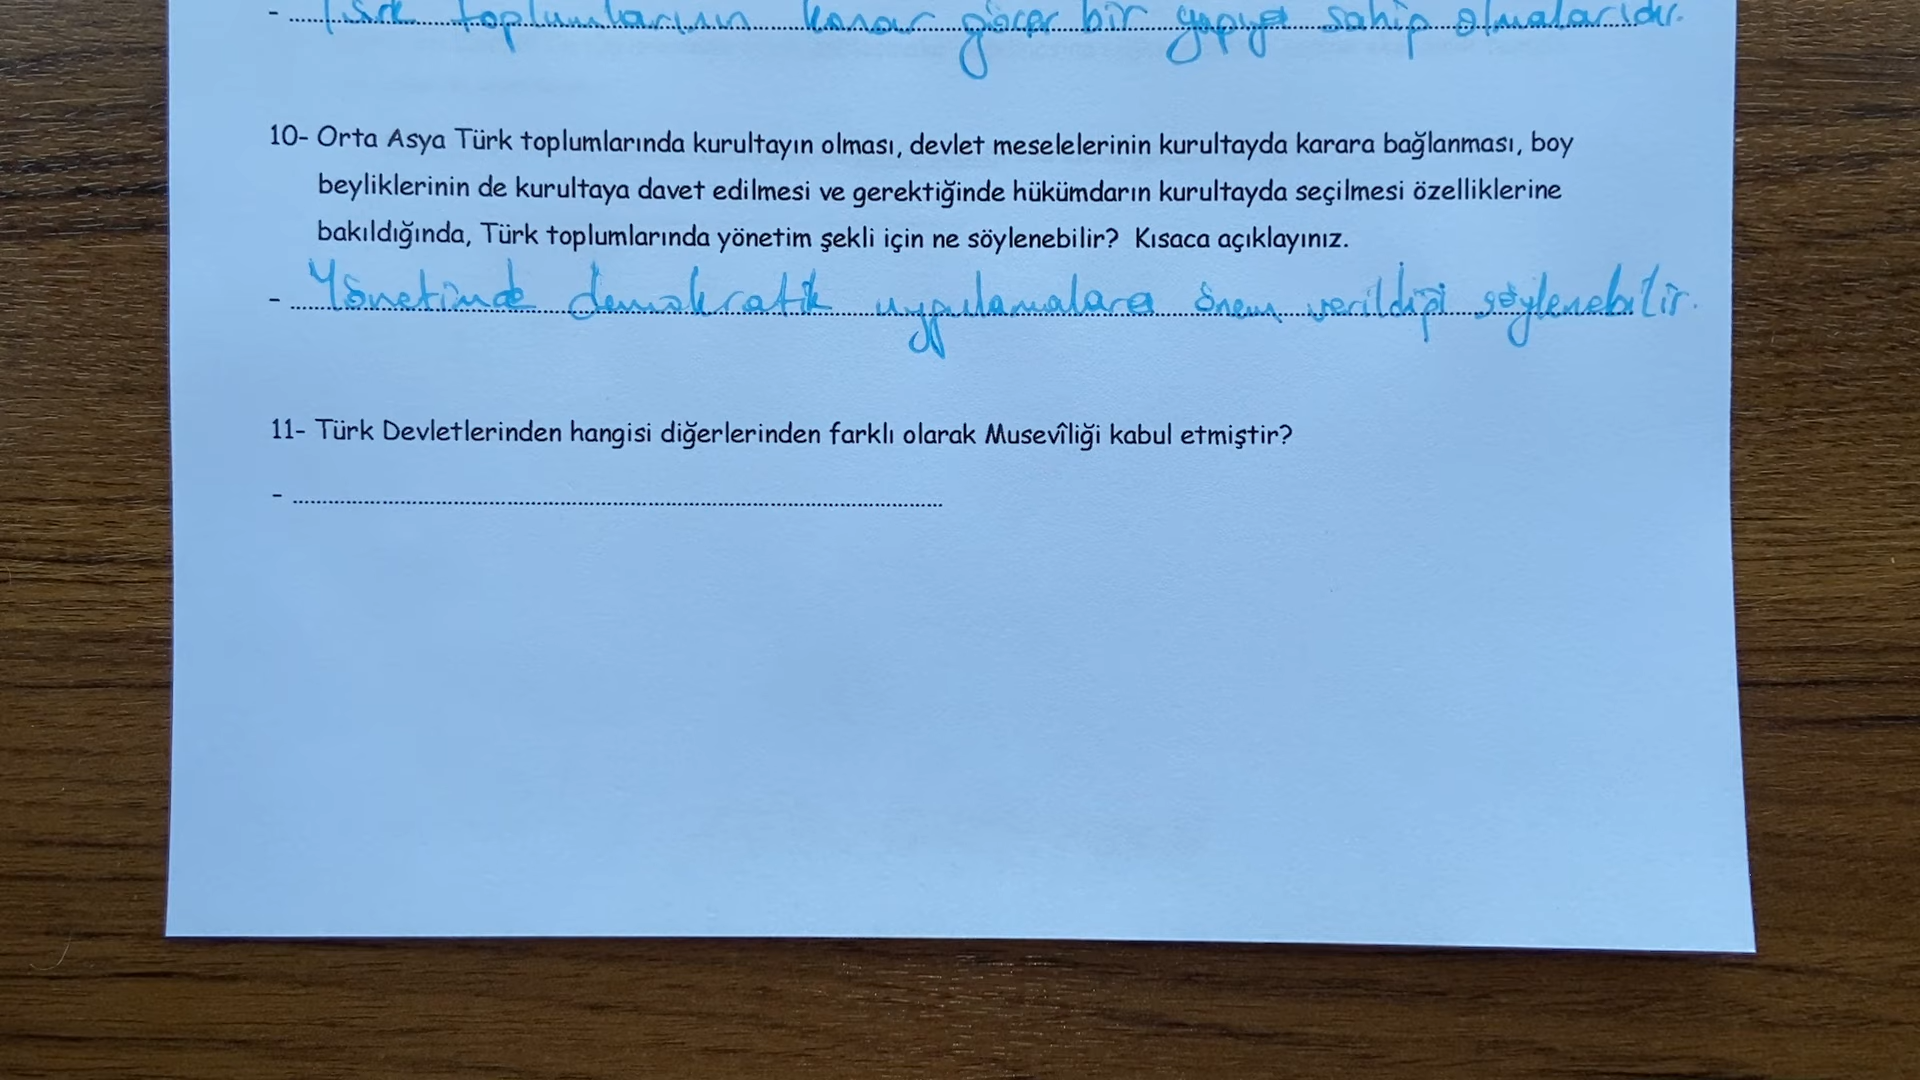 - Türk toplumlarının konar göçer bir yapıya sahip olmalarıdır.
10- Orta Asya Türk toplumlarında kurultayın olması, devlet meselelerinin kurultayda karara bağlanması, boy
beyliklerinin de kurultaya davet edilmesi ve gerektiğinde hükümdarın kurultayda seçilmesi özelliklerine
bakıldığında, Türk toplumlarında yönetim şekli için ne söylenebilir? Kısaca açıklayınız.
- Yönetimde demokratik uygulamalara önem verildiği söylenebilir.
11- Türk Devletlerinden hangisi diğerlerinden farklı olarak Musevîliği kabul etmiştir?
- ........................................................